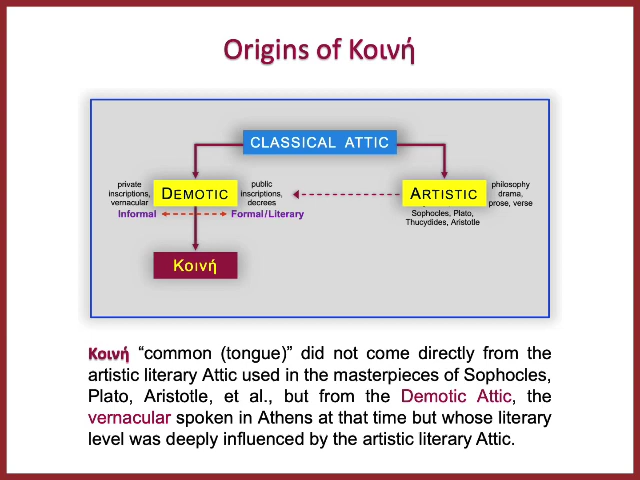 Origins of Κοινή
CLASSICAL ATTIC
private
inscriptions,
vernacular
DEMOTIC
public
inscriptions,
decrees
ARTISTIC
philosophy
drama,
prose, verse
Informal
Formal/Literary
Sophocles, Plato,
Thucydides, Aristotle
Κοινή
Κοινή “common (tongue)” did not come directly from the
artistic literary Attic used in the masterpieces of Sophocles,
Plato, Aristotle, et al., but from the Demotic Attic, the
vernacular spoken in Athens at that time but whose literary
level was deeply influenced by the artistic literary Attic.